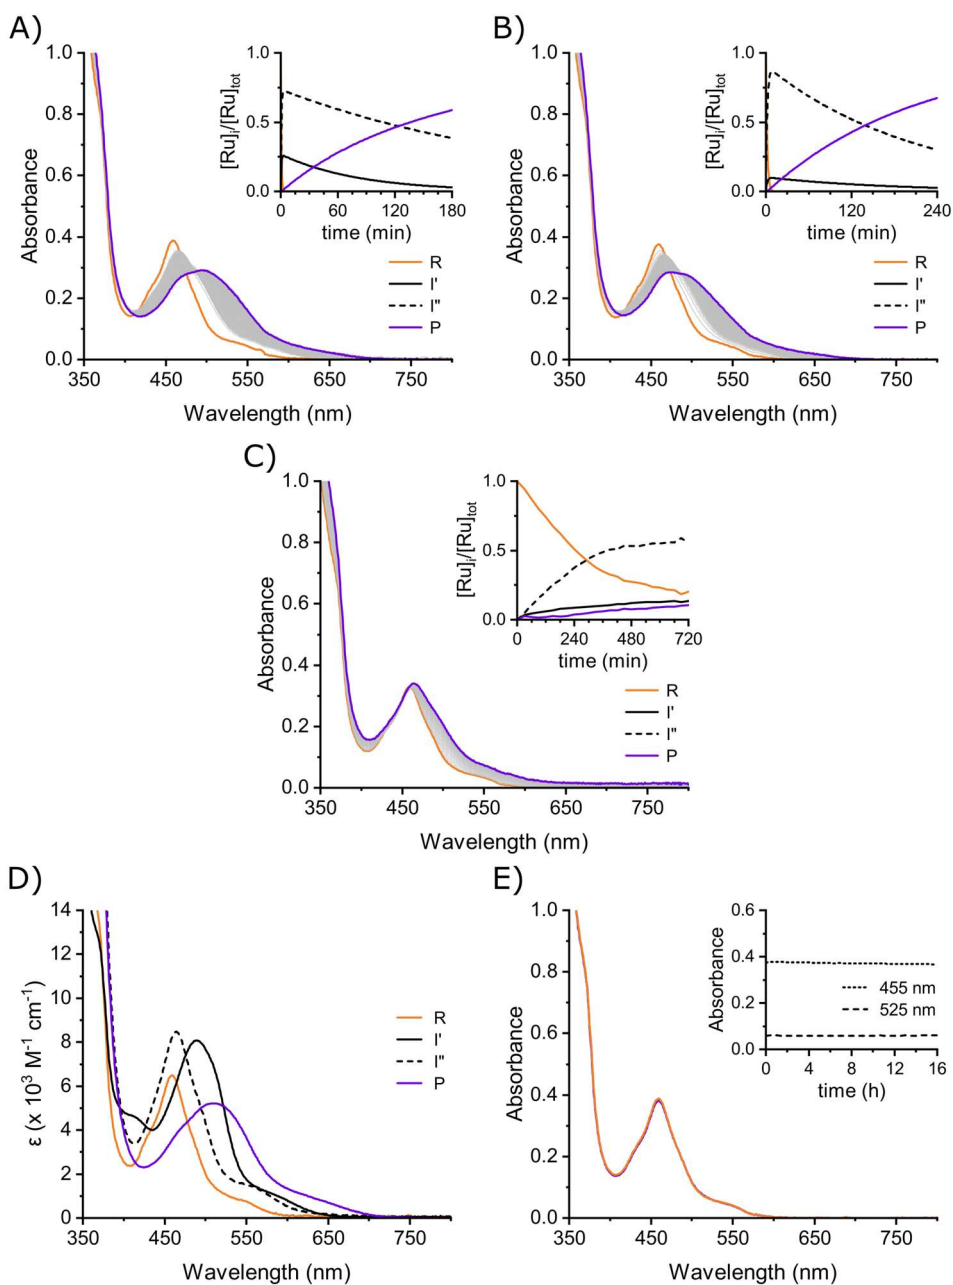 A)
1.0
0.8
0.6
0.4
0.2
0.0
Absorbance
350 450 550 650 750
Wavelength (nm)
1.0
0.5
0.0
[Ru]i/[Ru]tot
0 60 120 180
time (min)
R
I'
I"
P
B)
1.0
0.8
0.6
0.4
0.2
0.0
Absorbance
350 450 550 650 750
Wavelength (nm)
1.0
0.5
0.0
[Ru]i/[Ru]tot
0 120 240
time (min)
R
I'
I"
P
C)
1.0
0.8
0.6
0.4
0.2
0.0
Absorbance
350 450 550 650 750
Wavelength (nm)
1.0
0.5
0.0
[Ru]i/[Ru]tot
0 240 480 720
time (min)
R
I'
I"
P
D)
14
12
10
8
6
4
2
0
ε (x 10³ M⁻¹ cm⁻¹)
350 450 550 650 750
Wavelength (nm)
R
I'
I"
P
E)
1.0
0.8
0.6
0.4
0.2
0.0
Absorbance
350 450 550 650 750
Wavelength (nm)
0.6
0.4
0.2
0.0
Absorbance
455 nm
525 nm
0 4 8 12 16
time (h)